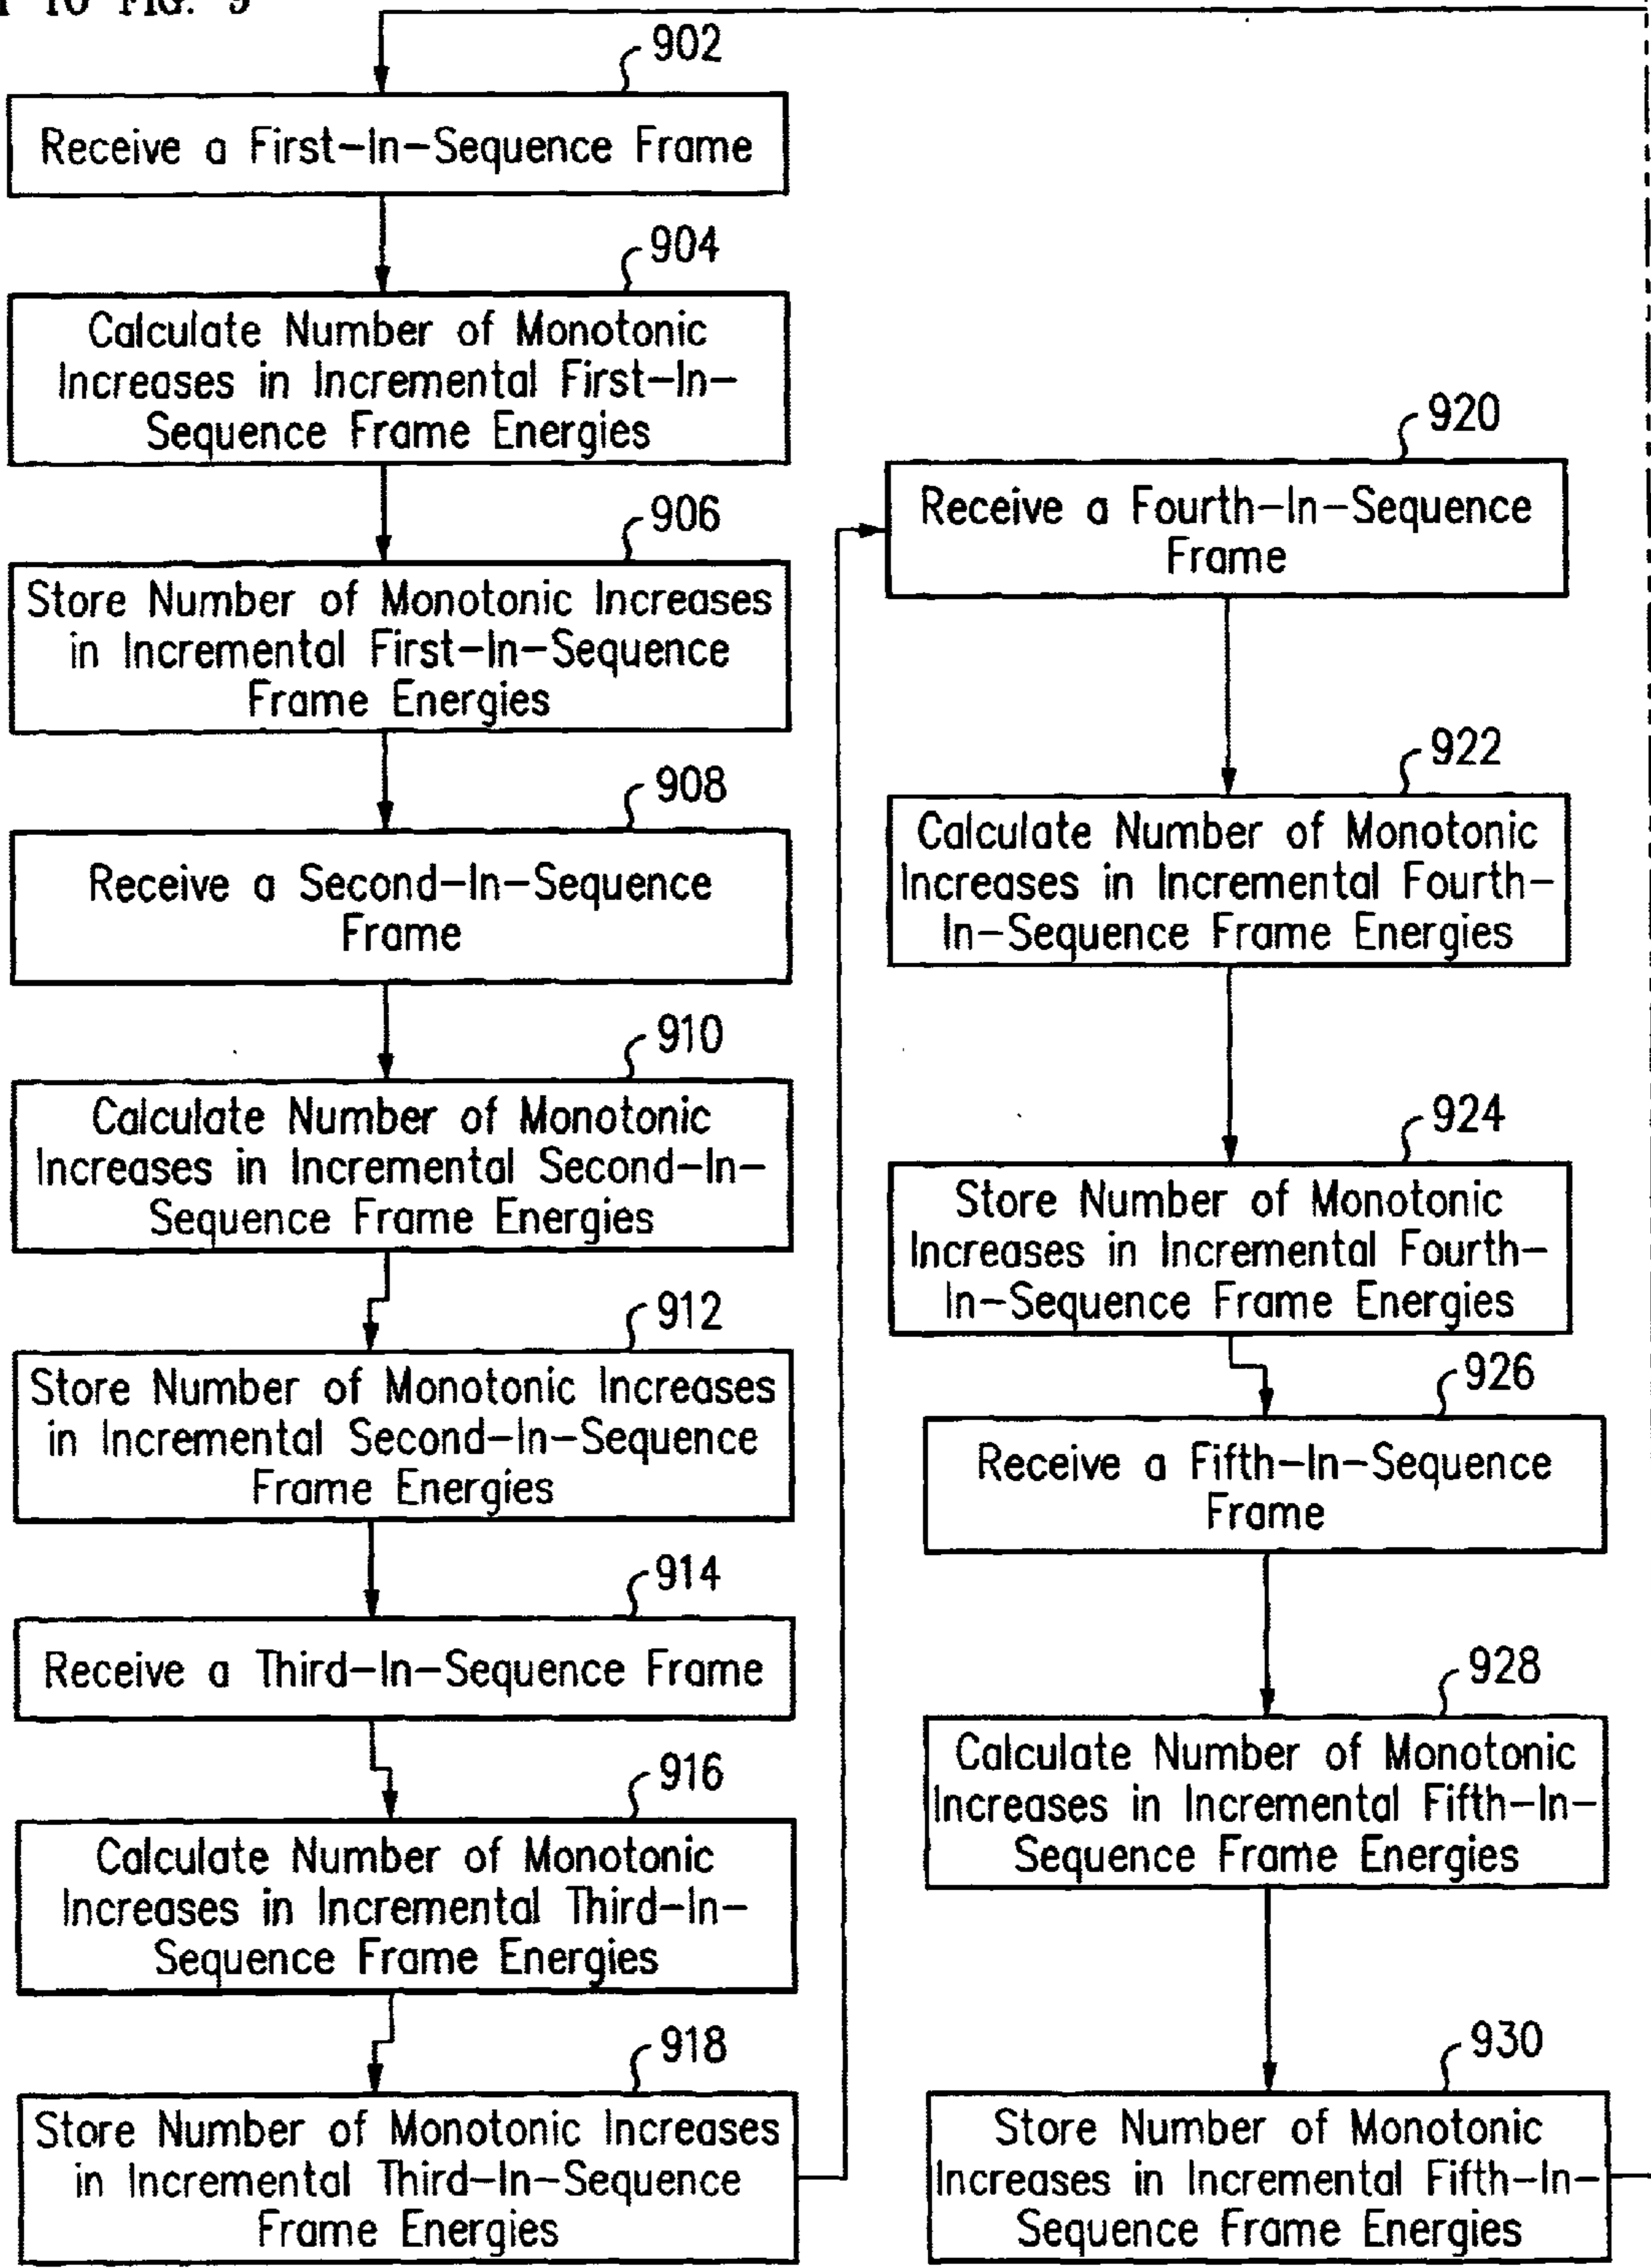 TO FIG. 9
902
Receive a First-In-Sequence Frame
904
Calculate Number of Monotonic
Increases in Incremental First-In-
Sequence Frame Energies
906
Store Number of Monotonic Increases
in Incremental First-In-Sequence
Frame Energies
908
Receive a Second-In-Sequence
Frame
910
Calculate Number of Monotonic
Increases in Incremental Second-In-
Sequence Frame Energies
912
Store Number of Monotonic Increases
in Incremental Second-In-Sequence
Frame Energies
914
Receive a Third-In-Sequence Frame
916
Calculate Number of Monotonic
Increases in Incremental Third-In-
Sequence Frame Energies
918
Store Number of Monotonic Increases
in Incremental Third-In-Sequence
Frame Energies
920
Receive a Fourth-In-Sequence
Frame
922
Calculate Number of Monotonic
Increases in Incremental Fourth-
In-Sequence Frame Energies
924
Store Number of Monotonic
Increases in Incremental Fourth-
In-Sequence Frame Energies
926
Receive a Fifth-In-Sequence
Frame
928
Calculate Number of Monotonic
Increases in Incremental Fifth-In-
Sequence Frame Energies
930
Store Number of Monotonic
Increases in Incremental Fifth-In-
Sequence Frame Energies